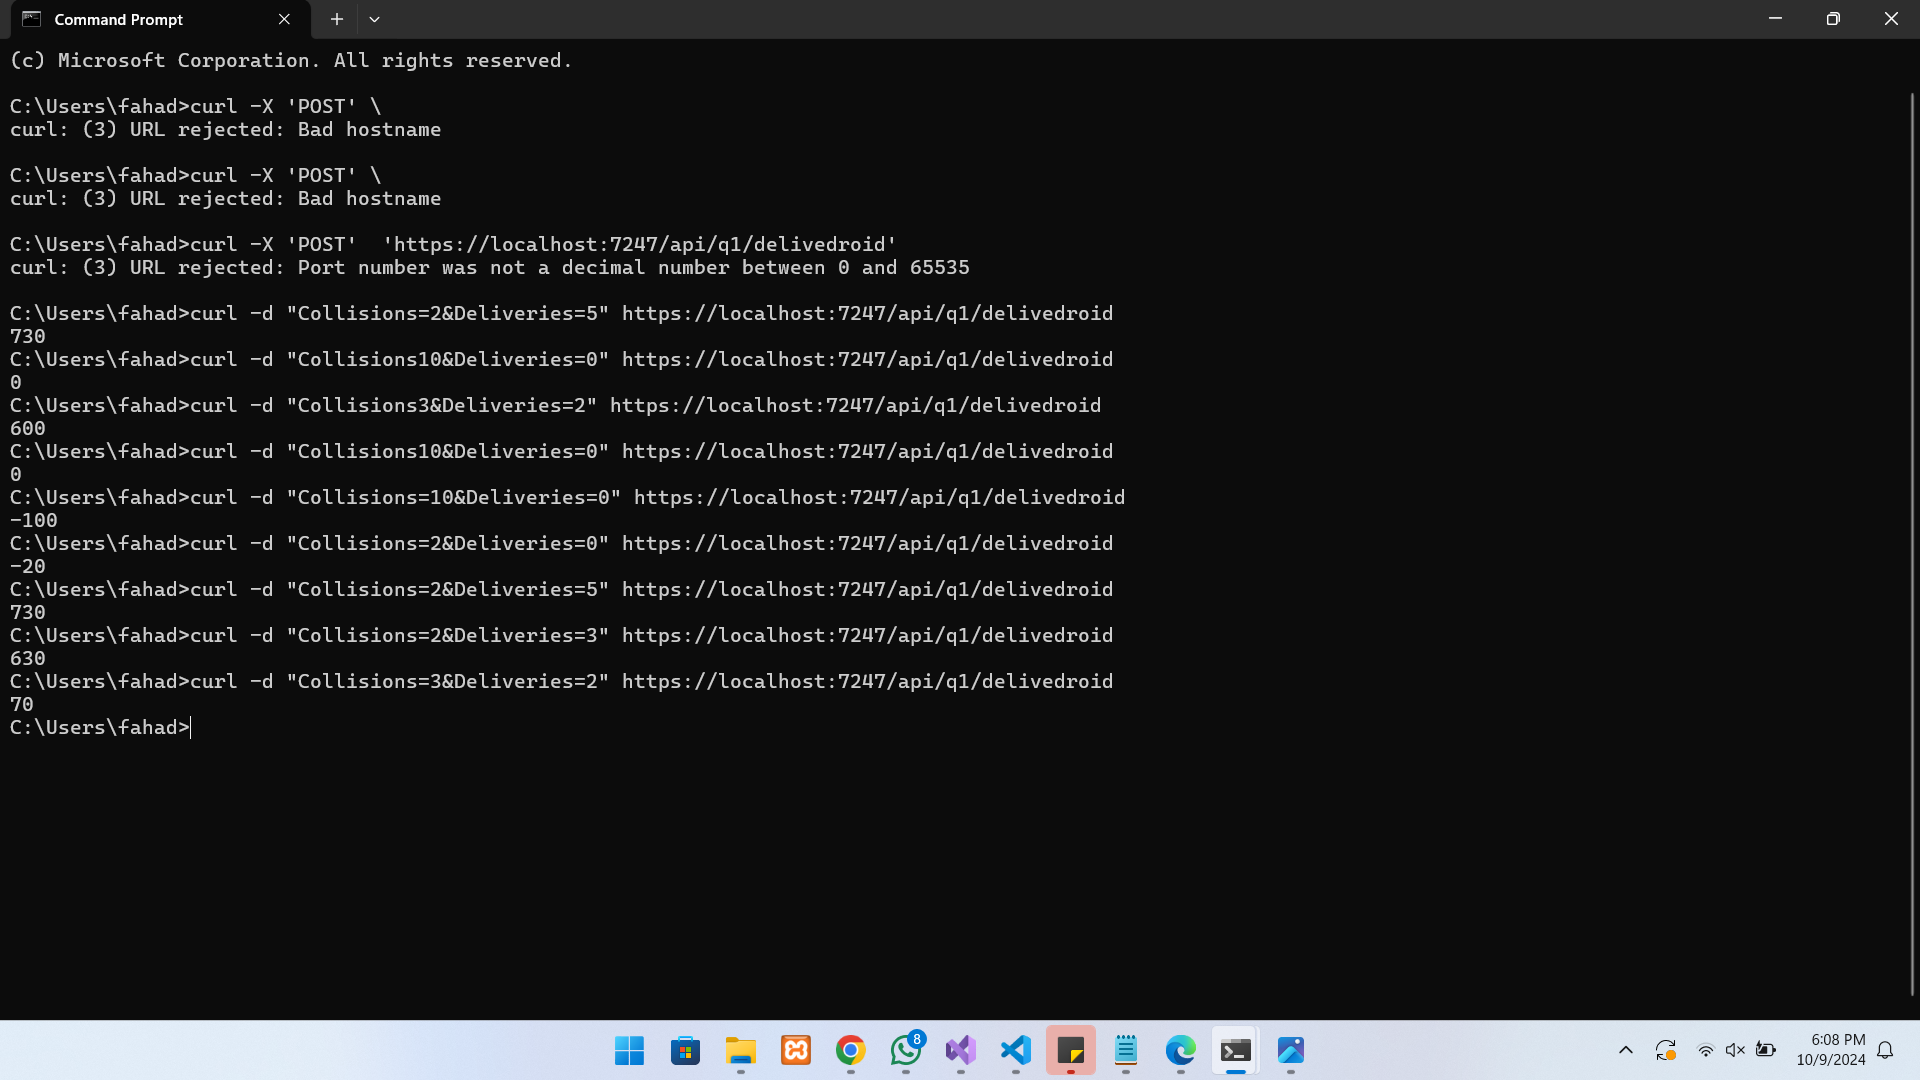 Command Prompt
(c) Microsoft Corporation. All rights reserved.
C:\Users\fahad>curl -X 'POST' \
curl: (3) URL rejected: Bad hostname
C:\Users\fahad>curl -X 'POST' \
curl: (3) URL rejected: Bad hostname
C:\Users\fahad>curl -X 'POST'  'https://localhost:7247/api/q1/delivedroid'
curl: (3) URL rejected: Port number was not a decimal number between 0 and 65535
C:\Users\fahad>curl -d "Collisions=2&Deliveries=5" https://localhost:7247/api/q1/delivedroid
730
C:\Users\fahad>curl -d "Collisions10&Deliveries=0" https://localhost:7247/api/q1/delivedroid
0
C:\Users\fahad>curl -d "Collisions3&Deliveries=2" https://localhost:7247/api/q1/delivedroid
600
C:\Users\fahad>curl -d "Collisions10&Deliveries=0" https://localhost:7247/api/q1/delivedroid
0
C:\Users\fahad>curl -d "Collisions=10&Deliveries=0" https://localhost:7247/api/q1/delivedroid
-100
C:\Users\fahad>curl -d "Collisions=2&Deliveries=0" https://localhost:7247/api/q1/delivedroid
-20
C:\Users\fahad>curl -d "Collisions=2&Deliveries=5" https://localhost:7247/api/q1/delivedroid
730
C:\Users\fahad>curl -d "Collisions=2&Deliveries=3" https://localhost:7247/api/q1/delivedroid
630
C:\Users\fahad>curl -d "Collisions=3&Deliveries=2" https://localhost:7247/api/q1/delivedroid
70
C:\Users\fahad>
8
6:08 PM
10/9/2024